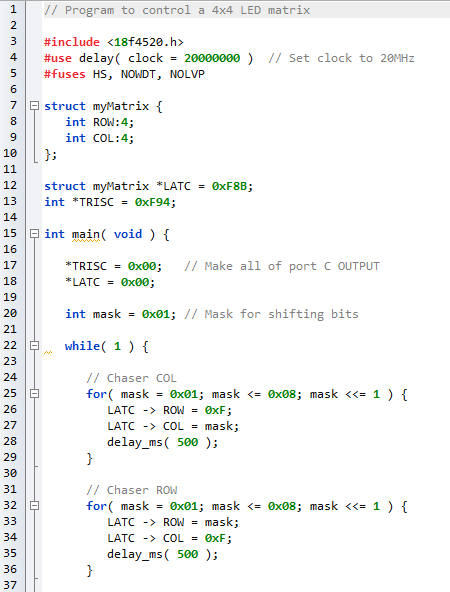 1 // Program to control a 4x4 LED matrix
2
3 #include <18f4520.h>
4 #use delay( clock = 20000000 )  // Set clock to 20MHz
5 #fuses HS, NOWDT, NOLVP
6
7 struct myMatrix {
8    int ROW:4;
9    int COL:4;
10 };
11
12 struct myMatrix *LATC = 0xF8B;
13 int *TRISC = 0xF94;
14
15 int main( void ) {
16
17    *TRISC = 0x00;   // Make all of port C OUTPUT
18    *LATC = 0x00;
19
20    int mask = 0x01; // Mask for shifting bits
21
22    while( 1 ) {
23
24       // Chaser COL
25       for( mask = 0x01; mask <= 0x08; mask <<= 1 ) {
26          LATC -> ROW = 0xF;
27          LATC -> COL = mask;
28          delay_ms( 500 );
29       }
30
31       // Chaser ROW
32       for( mask = 0x01; mask <= 0x08; mask <<= 1 ) {
33          LATC -> ROW = mask;
34          LATC -> COL = 0xF;
35          delay_ms( 500 );
36       }
37